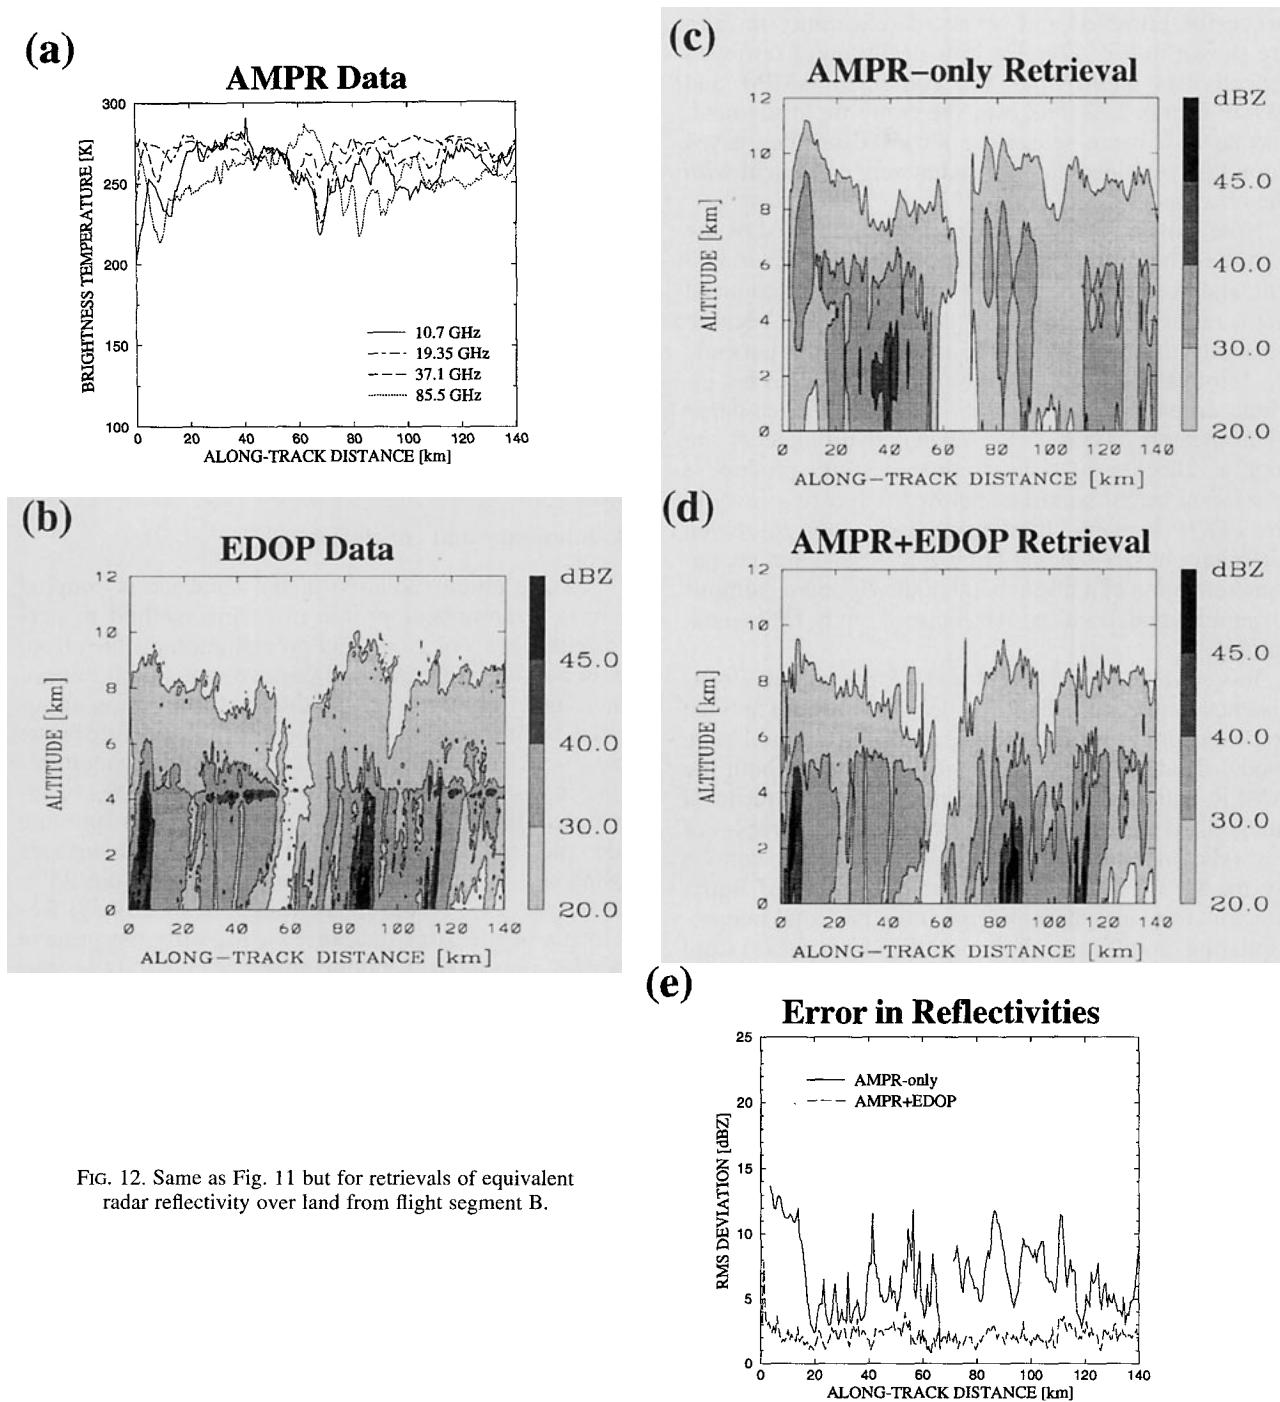 (a)
AMPR Data
BRIGHTNESS TEMPERATURE [K]
300
250
200
150
100
10.7 GHz
19.35 GHz
37.1 GHz
85.5 GHz
0 20 40 60 80 100 120 140
ALONG-TRACK DISTANCE [km]
(b)
EDOP Data
ALTITUDE [km]
12
10
8
6
4
2
0
0 20 40 60 80 100 120 140
ALONG-TRACK DISTANCE [km]
dBZ
45.0
40.0
30.0
20.0
(c)
AMPR-only Retrieval
ALTITUDE [km]
12
10
8
6
4
2
0
0 20 40 60 80 100 120 140
ALONG-TRACK DISTANCE [km]
dBZ
45.0
40.0
30.0
20.0
(d)
AMPR+EDOP Retrieval
ALTITUDE [km]
12
10
8
6
4
2
0
0 20 40 60 80 100 120 140
ALONG-TRACK DISTANCE [km]
dBZ
45.0
40.0
30.0
20.0
(e)
Error in Reflectivities
RMS DEVIATION [dBZ]
25
20
15
10
5
0
AMPR-only
AMPR+EDOP
0 20 40 60 80 100 120 140
ALONG-TRACK DISTANCE [km]
FIG. 12. Same as Fig. 11 but for retrievals of equivalent
radar reflectivity over land from flight segment B.